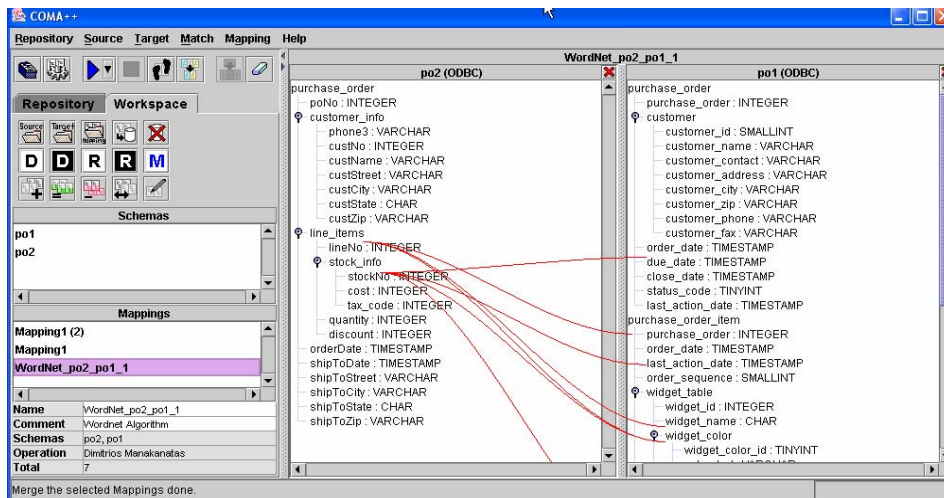 COMA++
Repository Source Target Match Mapping Help
WordNet_po2_po1_1
Repository Workspace
Source Target
D D R R M
Schemas
po1
po2
Mappings
Mapping1 (2)
Mapping1
WordNet_po2_po1_1
Name WordNet_po2_po1_1
Comment Wordnet Algorithm
Schemas po2, po1
Operation Dimitrios Manakanatas
Total 7
po2 (ODBC)
purchase_order
poNo : INTEGER
customer_info
phone3 : VARCHAR
custNo : INTEGER
custName : VARCHAR
custStreet : VARCHAR
custCity : VARCHAR
custState : CHAR
custZip : VARCHAR
line_items
lineNo : INTEGER
stock_info
stockNo : INTEGER
cost : INTEGER
tax_code : INTEGER
quantity : INTEGER
discount : INTEGER
orderDate : TIMESTAMP
shipToDate : TIMESTAMP
shipToStreet : VARCHAR
shipToCity : VARCHAR
shipToState : CHAR
shipToZip : VARCHAR
po1 (ODBC)
purchase_order
purchase_order : INTEGER
customer
customer_id : SMALLINT
customer_name : VARCHAR
customer_contact : VARCHAR
customer_address : VARCHAR
customer_city : VARCHAR
customer_zip : VARCHAR
customer_phone : VARCHAR
customer_fax : VARCHAR
order_date : TIMESTAMP
due_date : TIMESTAMP
close_date : TIMESTAMP
status_code : TINYINT
last_action_date : TIMESTAMP
purchase_order_item
purchase_order : INTEGER
order_date : TIMESTAMP
last_action_date : TIMESTAMP
order_sequence : SMALLINT
widget_table
widget_id : INTEGER
widget_name : CHAR
widget_color
widget_color_id : TINYINT
Merge the selected Mappings done.